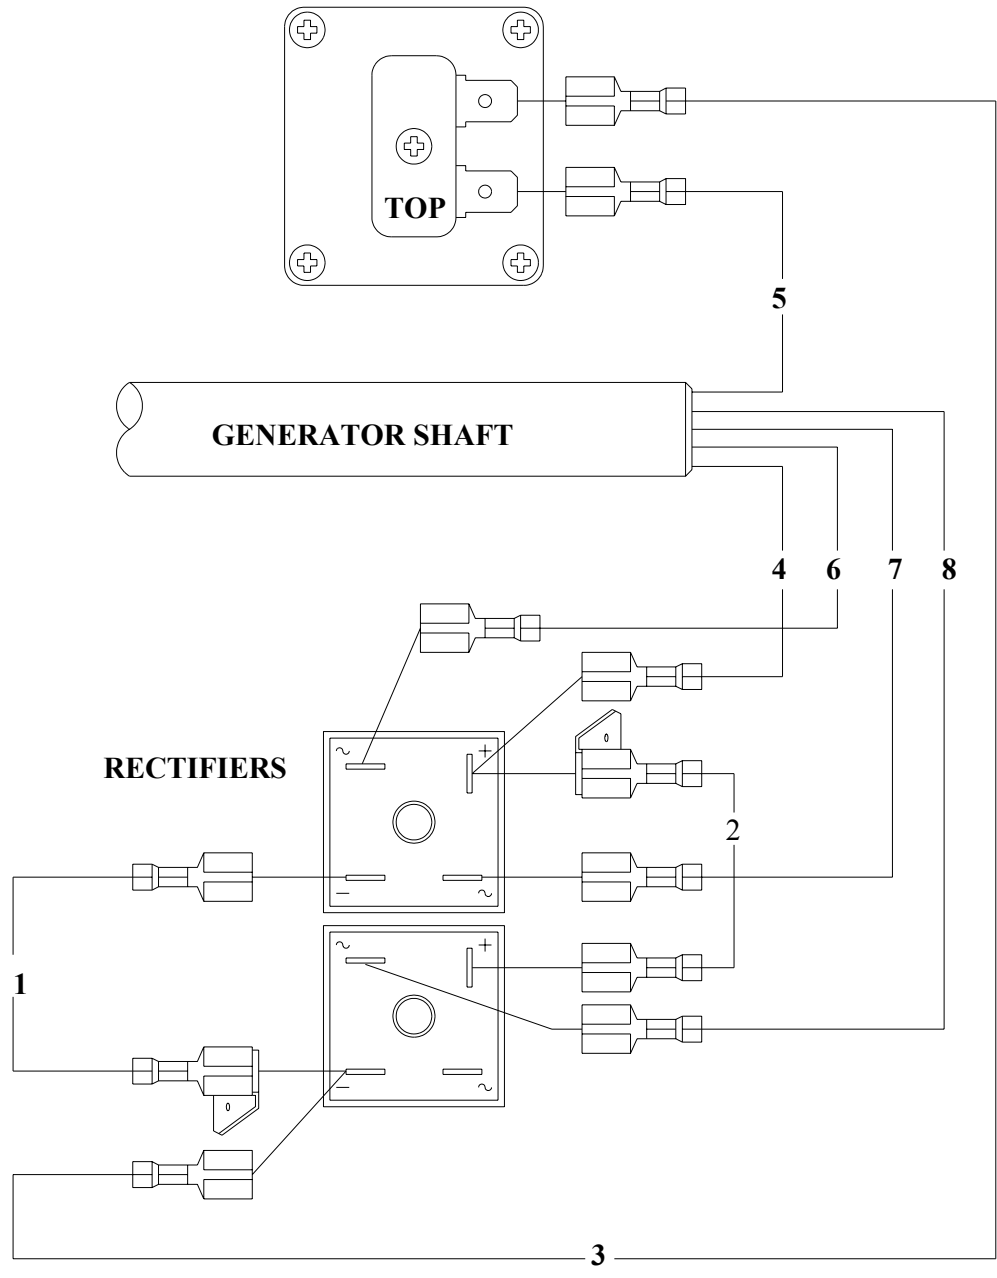 TOP
5
GENERATOR SHAFT
4 6 7 8
~ +
RECTIFIERS
2
− ~
~ +
1
− ~
3